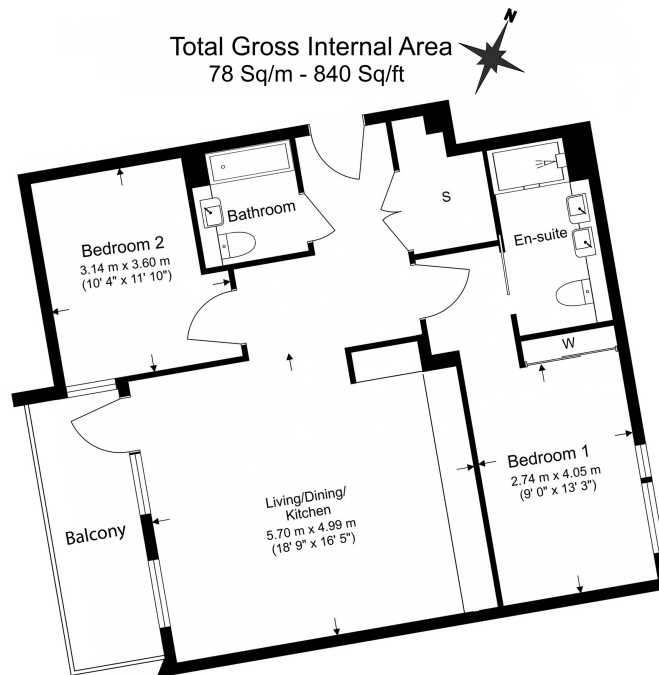 N
Total Gross Internal Area
78 Sq/m - 840 Sq/ft
Bathroom
S
En-suite
Bedroom 2
3.14 m x 3.60 m
(10' 4" x 11' 10")
W
Bedroom 1
2.74 m x 4.05 m
(9' 0" x 13' 3")
Living/Dining/
Kitchen
5.70 m x 4.99 m
(18' 9" x 16' 5")
Balcony